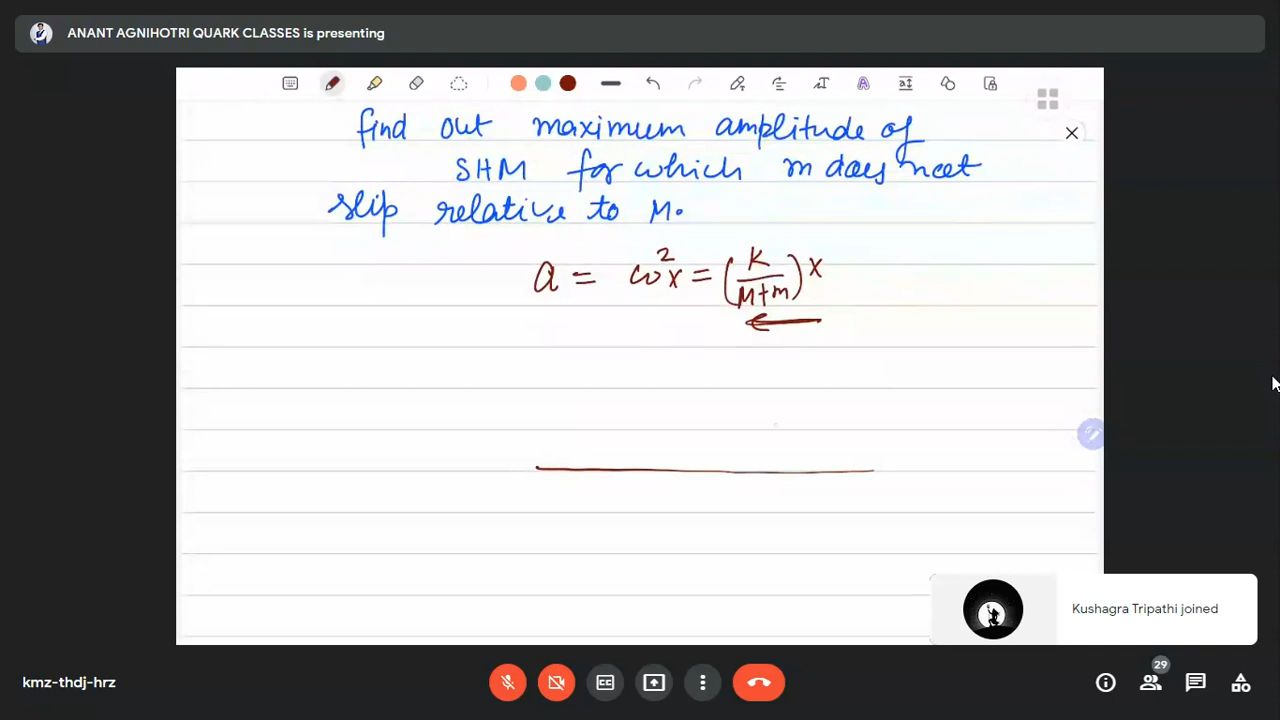 ANANT AGNIHOTRI QUARK CLASSES is presenting
find out maximum amplitude of
SHM for which m does not
slip relative to M.
a = ω²x = (K/M+m)x
Kushagra Tripathi joined
kmz-thdj-hrz
29